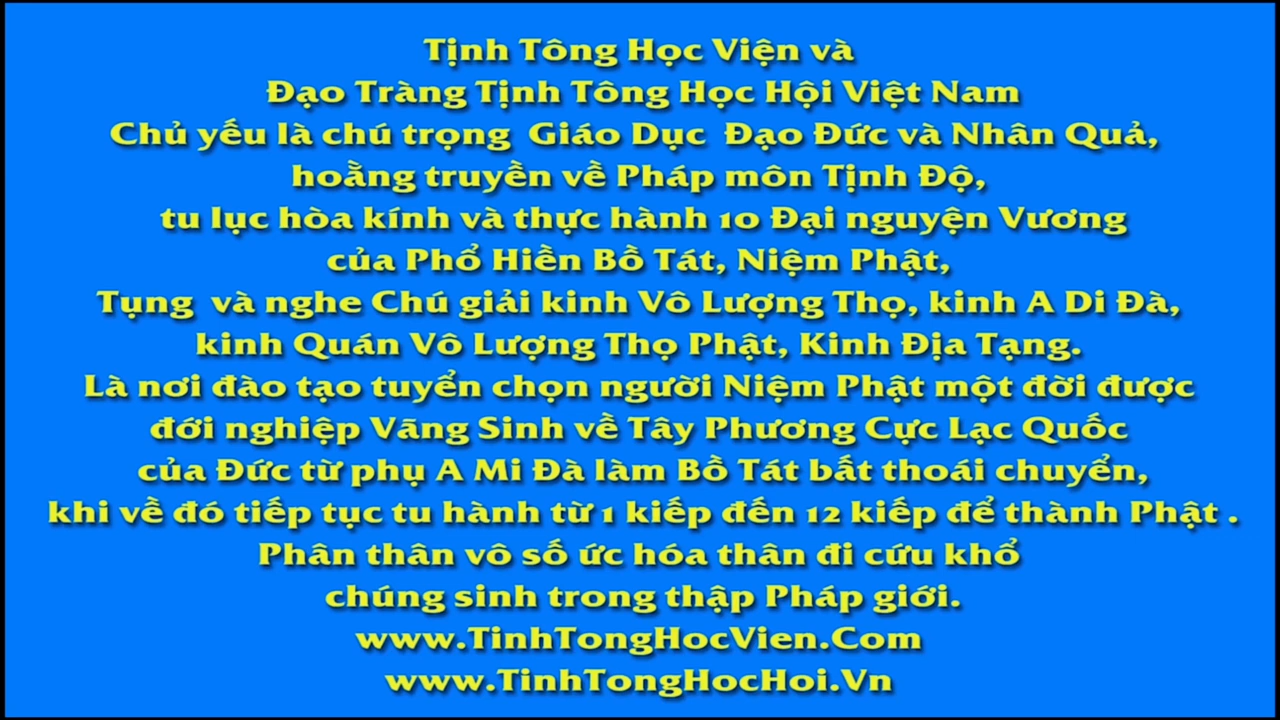 Tịnh Tông Học Viện và
Đạo Tràng Tịnh Tông Học Hội Việt Nam
Chủ yếu là chú trọng Giáo Dục Đạo Đức và Nhân Quả,
hoằng truyền về Pháp môn Tịnh Độ,
tu lục hòa kính và thực hành 10 Đại nguyện Vương
của Phổ Hiền Bồ Tát, Niệm Phật,
Tụng và nghe Chú giải kinh Vô Lượng Thọ, kinh A Di Đà,
kinh Quán Vô Lượng Thọ Phật, Kinh Địa Tạng.
Là nơi đào tạo tuyển chọn người Niệm Phật một đời được
đới nghiệp Vãng Sinh về Tây Phương Cực Lạc Quốc
của Đức từ phụ A Mi Đà làm Bồ Tát bất thoái chuyển,
khi về đó tiếp tục tu hành từ 1 kiếp đến 12 kiếp để thành Phật .
Phân thân vô số ức hóa thân đi cứu khổ
chúng sinh trong thập Pháp giới.
www.TinhTongHocVien.Com
www.TinhTongHocHoi.Vn